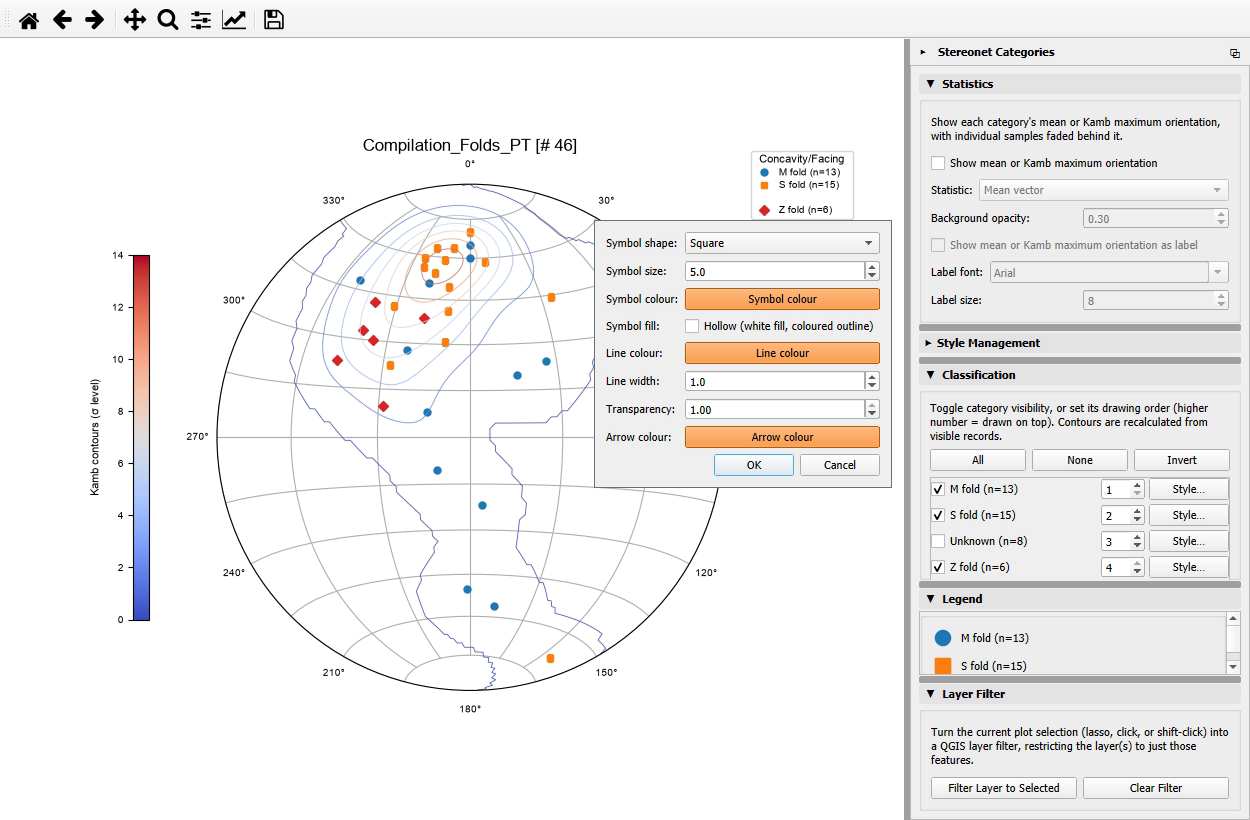 Compilation_Folds_PT [# 46]
0°
30°
120°
150°
180°
210°
240°
270°
300°
330°
Kamb contours (σ level)
14
12
10
8
6
4
2
0
Concavity/Facing
M fold (n=13)
S fold (n=15)
Z fold (n=6)
Symbol shape: Square
Symbol size: 5.0
Symbol colour: Symbol colour
Symbol fill: Hollow (white fill, coloured outline)
Line colour: Line colour
Line width: 1.0
Transparency: 1.00
Arrow colour: Arrow colour
OK Cancel
Stereonet Categories
Statistics
Show each category's mean or Kamb maximum orientation,
with individual samples faded behind it.
Show mean or Kamb maximum orientation
Statistic: Mean vector
Background opacity: 0.30
Show mean or Kamb maximum orientation as label
Label font: Arial
Label size: 8
Style Management
Classification
Toggle category visibility, or set its drawing order (higher
number = drawn on top). Contours are recalculated from
visible records.
All None Invert
M fold (n=13) 1 Style...
S fold (n=15) 2 Style...
Unknown (n=8) 3 Style...
Z fold (n=6) 4 Style...
Legend
M fold (n=13)
S fold (n=15)
Layer Filter
Turn the current plot selection (lasso, click, or shift-click) into
a QGIS layer filter, restricting the layer(s) to just those
features.
Filter Layer to Selected Clear Filter